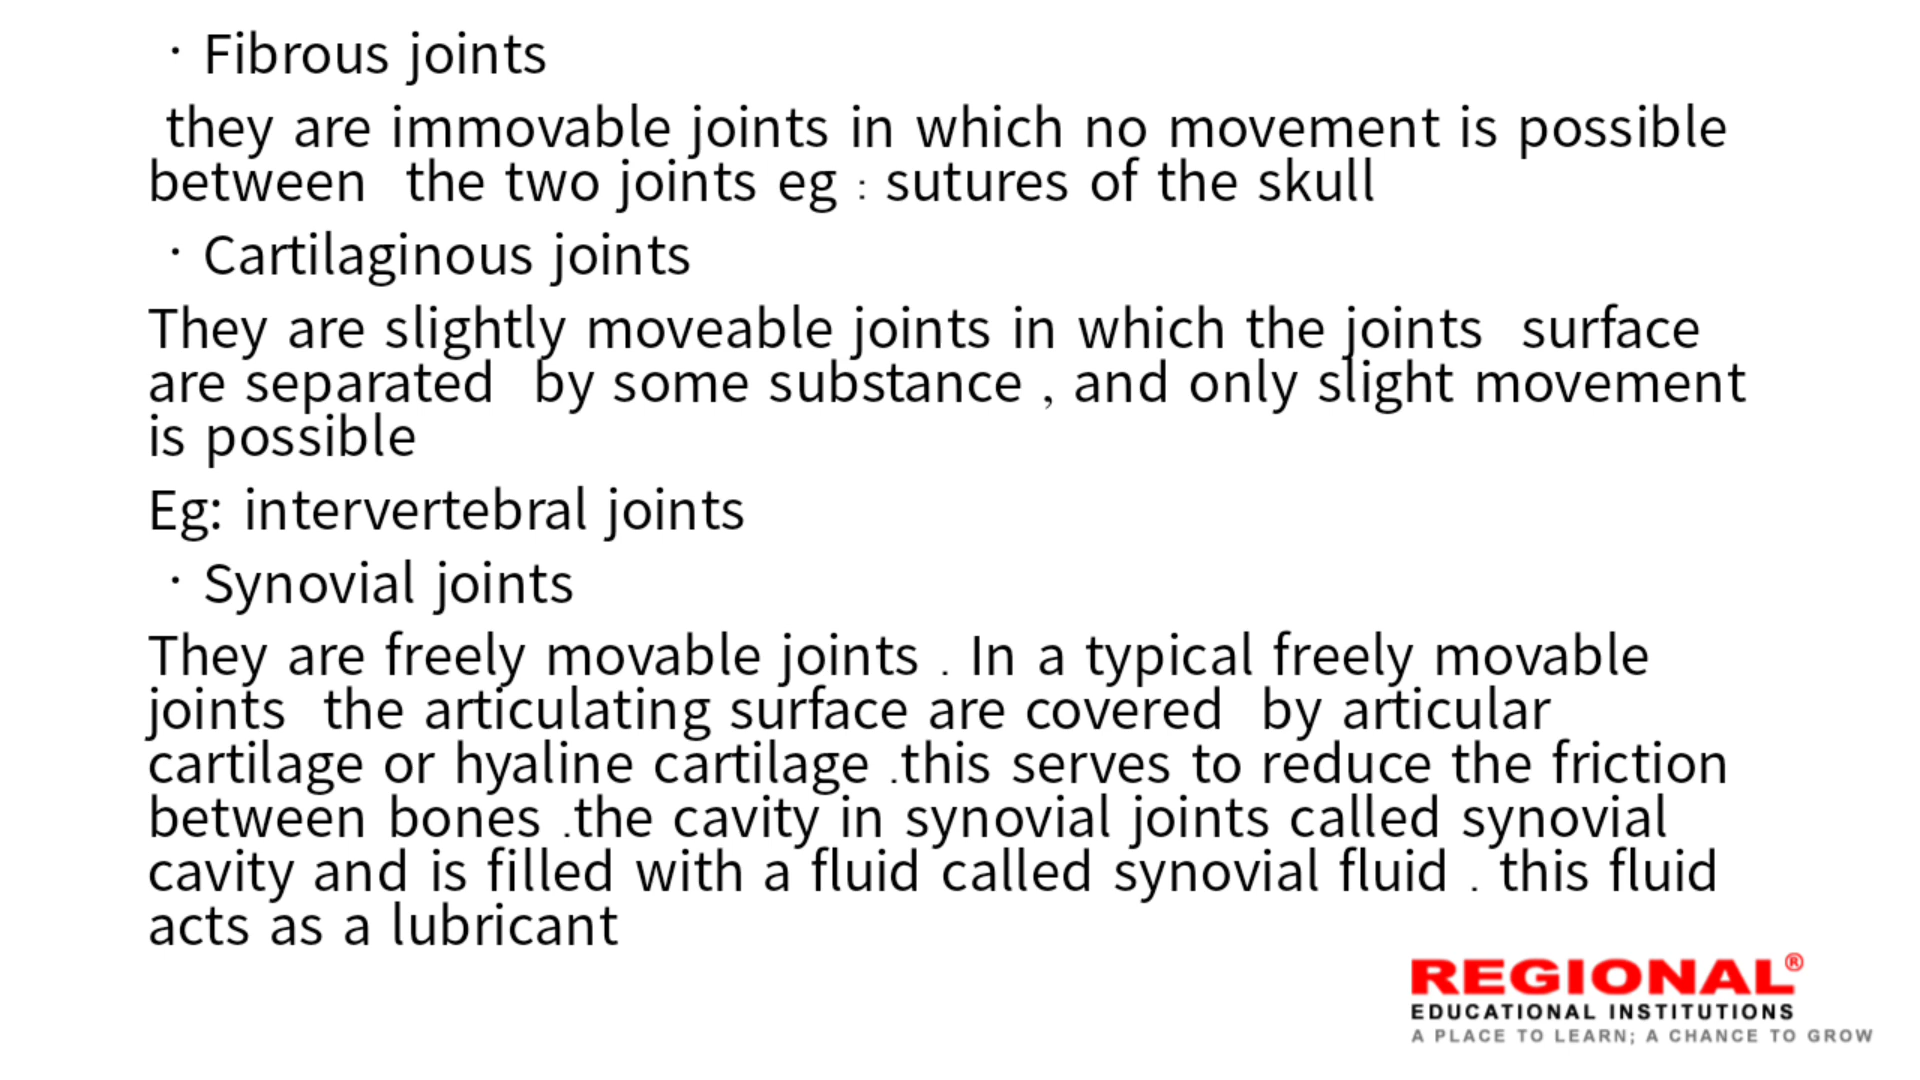 · Fibrous joints
they are immovable joints in which no movement is possible
between the two joints eg : sutures of the skull
· Cartilaginous joints
They are slightly moveable joints in which the joints surface
are separated by some substance , and only slight movement
is possible
Eg: intervertebral joints
· Synovial joints
They are freely movable joints . In a typical freely movable
joints the articulating surface are covered by articular
cartilage or hyaline cartilage .this serves to reduce the friction
between bones .the cavity in synovial joints called synovial
cavity and is filled with a fluid called synovial fluid . this fluid
acts as a lubricant
REGIONAL®
EDUCATIONAL INSTITUTIONS
A PLACE TO LEARN; A CHANCE TO GROW